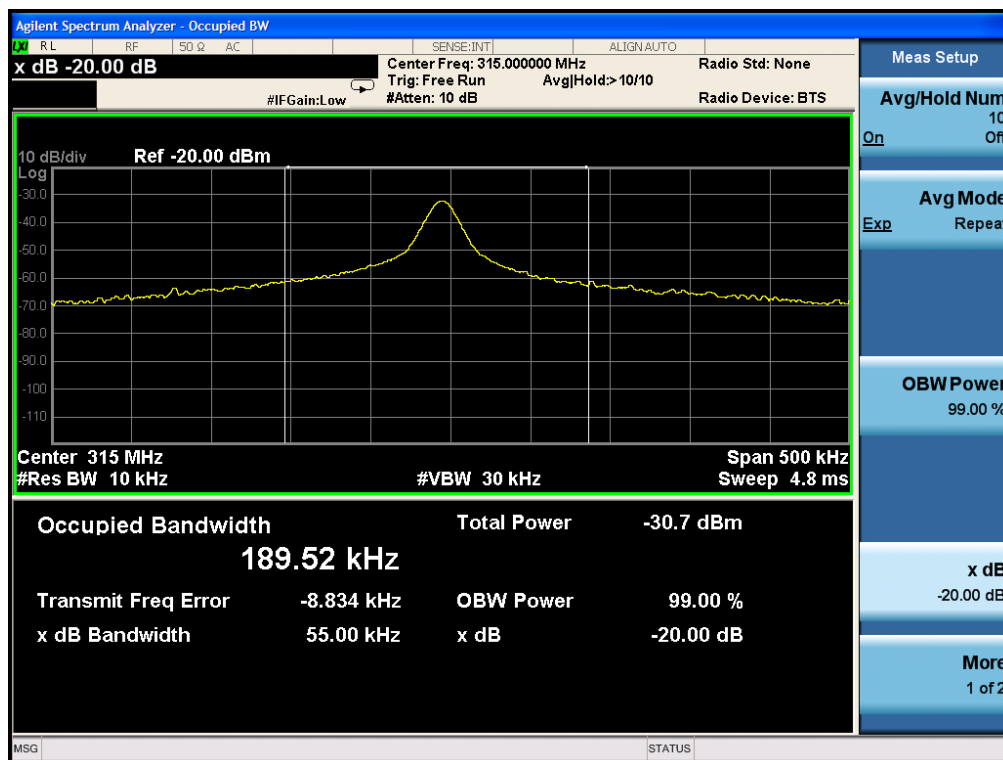 Agilent Spectrum Analyzer - Occupied BW
LXI RL RF 50 Ω AC SENSE:INT ALIGN AUTO
x dB -20.00 dB
Center Freq: 315.000000 MHz
Radio Std: None
Trig: Free Run Avg|Hold:>10/10
#IFGain:Low #Atten: 10 dB
Radio Device: BTS
10 dB/div Ref -20.00 dBm
Log
-30.0
-40.0
-50.0
-60.0
-70.0
-80.0
-90.0
-100
-110
Center 315 MHz Span 500 kHz
#Res BW 10 kHz #VBW 30 kHz Sweep 4.8 ms
Occupied Bandwidth Total Power -30.7 dBm
189.52 kHz
Transmit Freq Error -8.834 kHz OBW Power 99.00 %
x dB Bandwidth 55.00 kHz x dB -20.00 dB
MSG STATUS
Meas Setup
Avg/Hold Num
10
On Off
Avg Mode
Exp Repeat
OBW Power
99.00 %
x dB
-20.00 dB
More
1 of 2